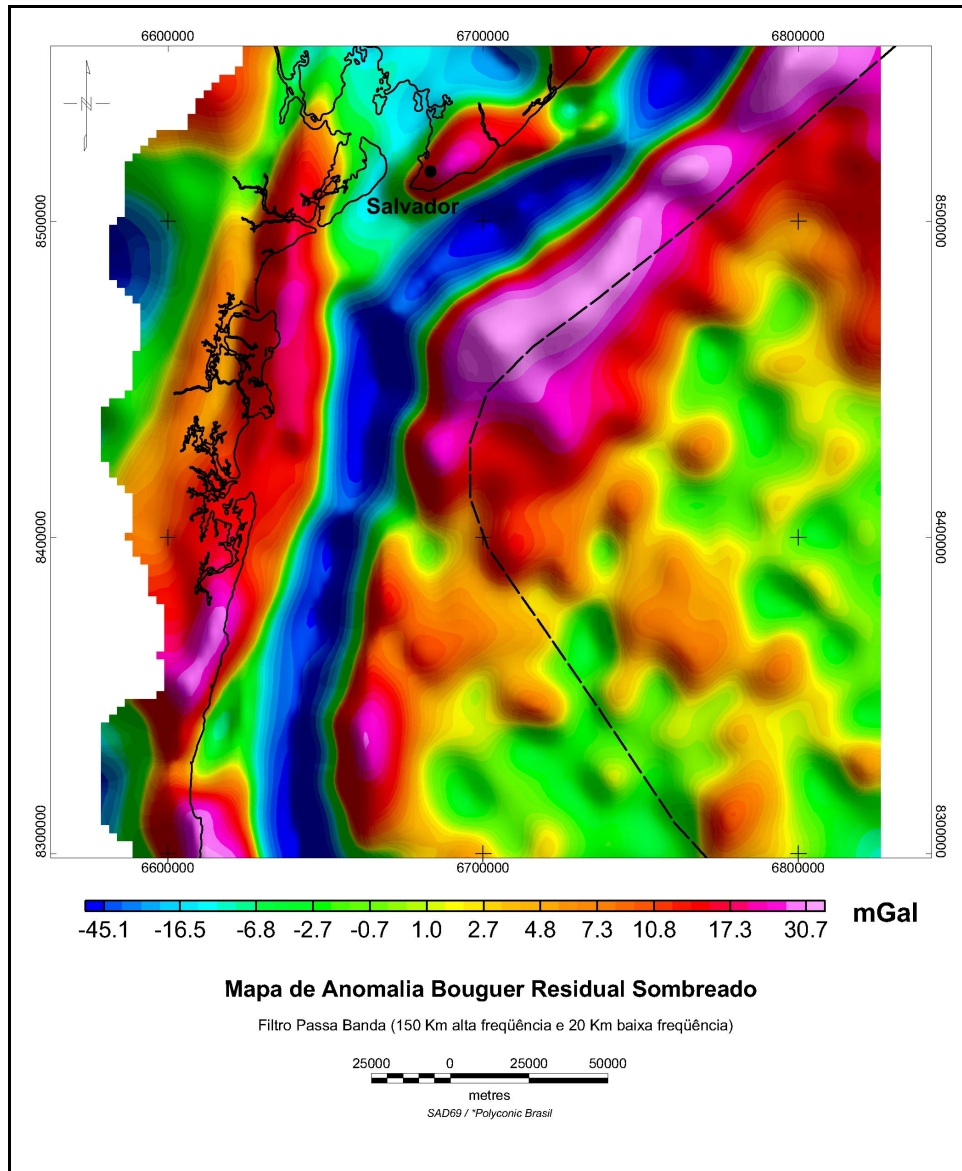 6600000 6700000 6800000
N
Salvador
8500000 8500000
8400000 8400000
8300000 8300000
6600000 6700000 6800000
-45.1 -16.5 -6.8 -2.7 -0.7 1.0 2.7 4.8 7.3 10.8 17.3 30.7 mGal
Mapa de Anomalia Bouguer Residual Sombreado
Filtro Passa Banda (150 Km alta freqüência e 20 Km baixa freqüência)
25000 0 25000 50000
metres
SAD69 / *Polyconic Brasil